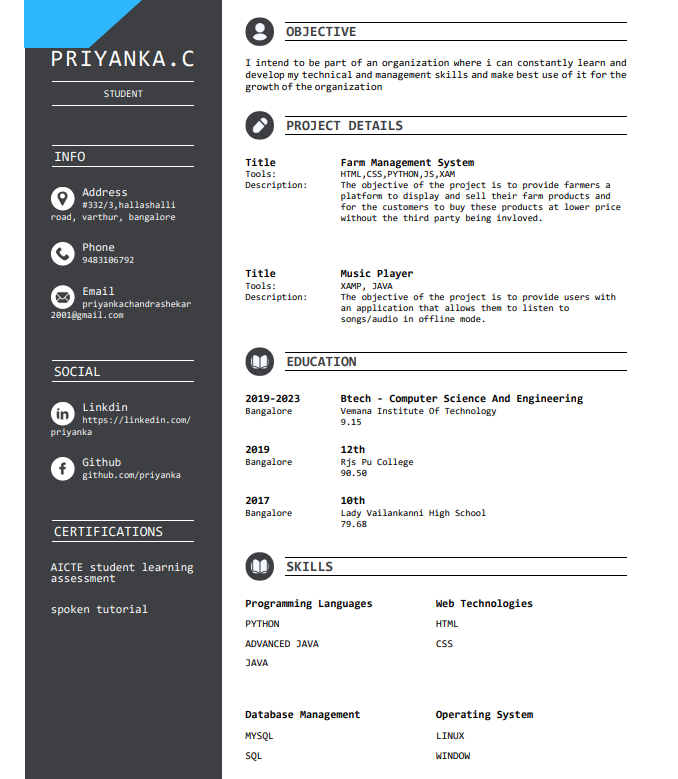 PRIYANKA.C
STUDENT
INFO
Address
#332/3,hallashalli
road, varthur, bangalore
Phone
9483106792
Email
priyankachandrashekar
2001@gmail.com
SOCIAL
Linkdin
https://linkedin.com/
priyanka
Github
github.com/priyanka
CERTIFICATIONS
AICTE student learning
assessment
spoken tutorial
OBJECTIVE
I intend to be part of an organization where i can constantly learn and
develop my technical and management skills and make best use of it for the
growth of the organization
PROJECT DETAILS
Title Farm Management System
Tools: HTML,CSS,PYTHON,JS,XAM
Description: The objective of the project is to provide farmers a
platform to display and sell their farm products and
for the customers to buy these products at lower price
without the third party being invloved.
Title Music Player
Tools: XAMP, JAVA
Description: The objective of the project is to provide users with
an application that allows them to listen to
songs/audio in offline mode.
EDUCATION
2019-2023 Btech - Computer Science And Engineering
Bangalore Vemana Institute Of Technology
9.15
2019 12th
Bangalore Rjs Pu College
90.50
2017 10th
Bangalore Lady Vailankanni High School
79.68
SKILLS
Programming Languages Web Technologies
PYTHON HTML
ADVANCED JAVA CSS
JAVA
Database Management Operating System
MYSQL LINUX
SQL WINDOW